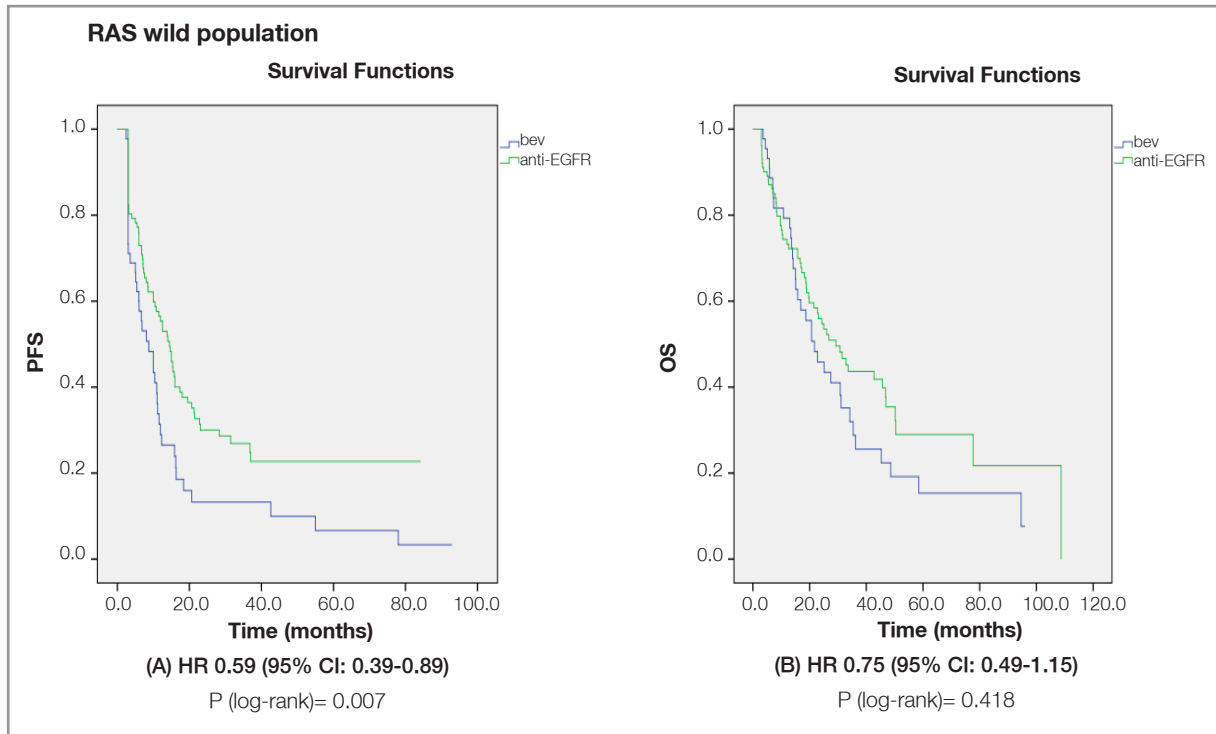 RAS wild population
Survival Functions
1.0
0.8
0.6
0.4
0.2
0.0
PFS
0.0 20.0 40.0 60.0 80.0 100.0
Time (months)
bev
anti-EGFR
(A) HR 0.59 (95% CI: 0.39-0.89)
P (log-rank)= 0.007
Survival Functions
1.0
0.8
0.6
0.4
0.2
0.0
OS
0.0 20.0 40.0 60.0 80.0 100.0 120.0
Time (months)
bev
anti-EGFR
(B) HR 0.75 (95% CI: 0.49-1.15)
P (log-rank)= 0.418